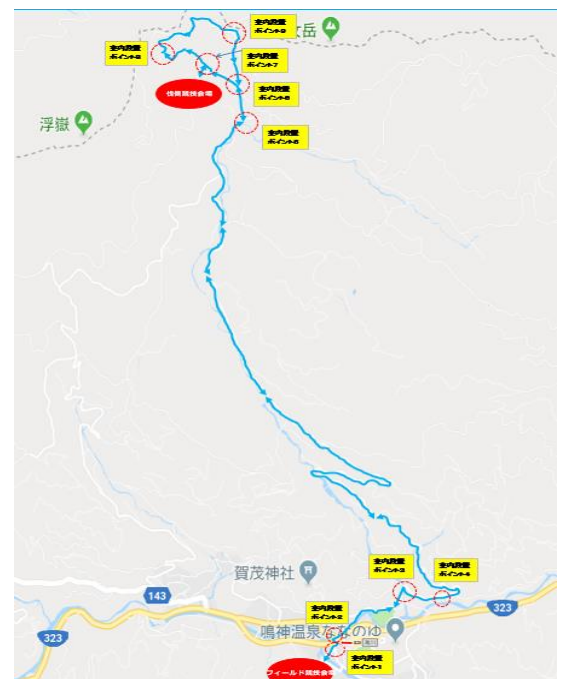 案内設置
ポイント9
女岳
案内設置
ポイント8
案内設置
ポイント7
伐倒競技会場
案内設置
ポイント6
浮嶽
案内設置
ポイント5
賀茂神社
案内設置
ポイント3
案内設置
ポイント4
143
323
案内設置
ポイント2
323
鳴神温泉ななのゆ
案内設置
ポイント1
フィールド競技会場